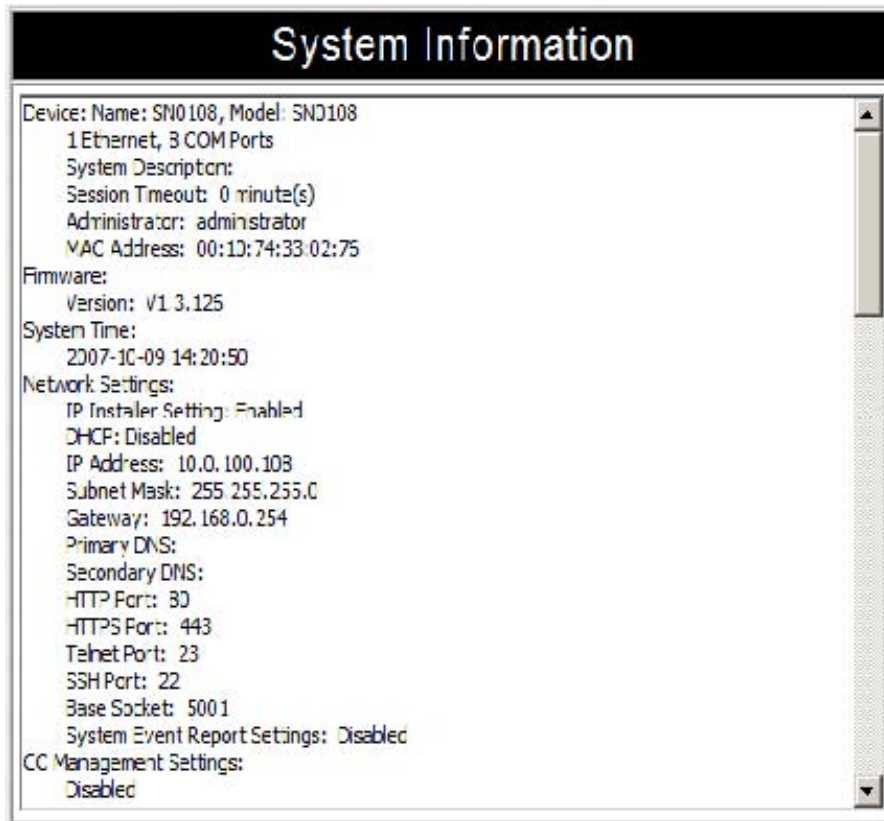 System Information
Device: Name: SN0108, Model: SN0108
1 Ethernet, 8 COM Ports
System Description:
Session Timeout: 0 minute(s)
Administrator: administrator
MAC Address: 00:10:74:33:02:75
Firmware:
Version: V1.3.125
System Time:
2007-10-09 14:20:50
Network Settings:
IP Installer Setting: Enabled
DHCP: Disabled
IP Address: 10.0.100.108
Subnet Mask: 255.255.255.0
Gateway: 192.168.0.254
Primary DNS:
Secondary DNS:
HTTP Port: 80
HTTPS Port: 443
Telnet Port: 23
SSH Port: 22
Base Socket: 5001
System Event Report Settings: Disabled
CC Management Settings:
Disabled